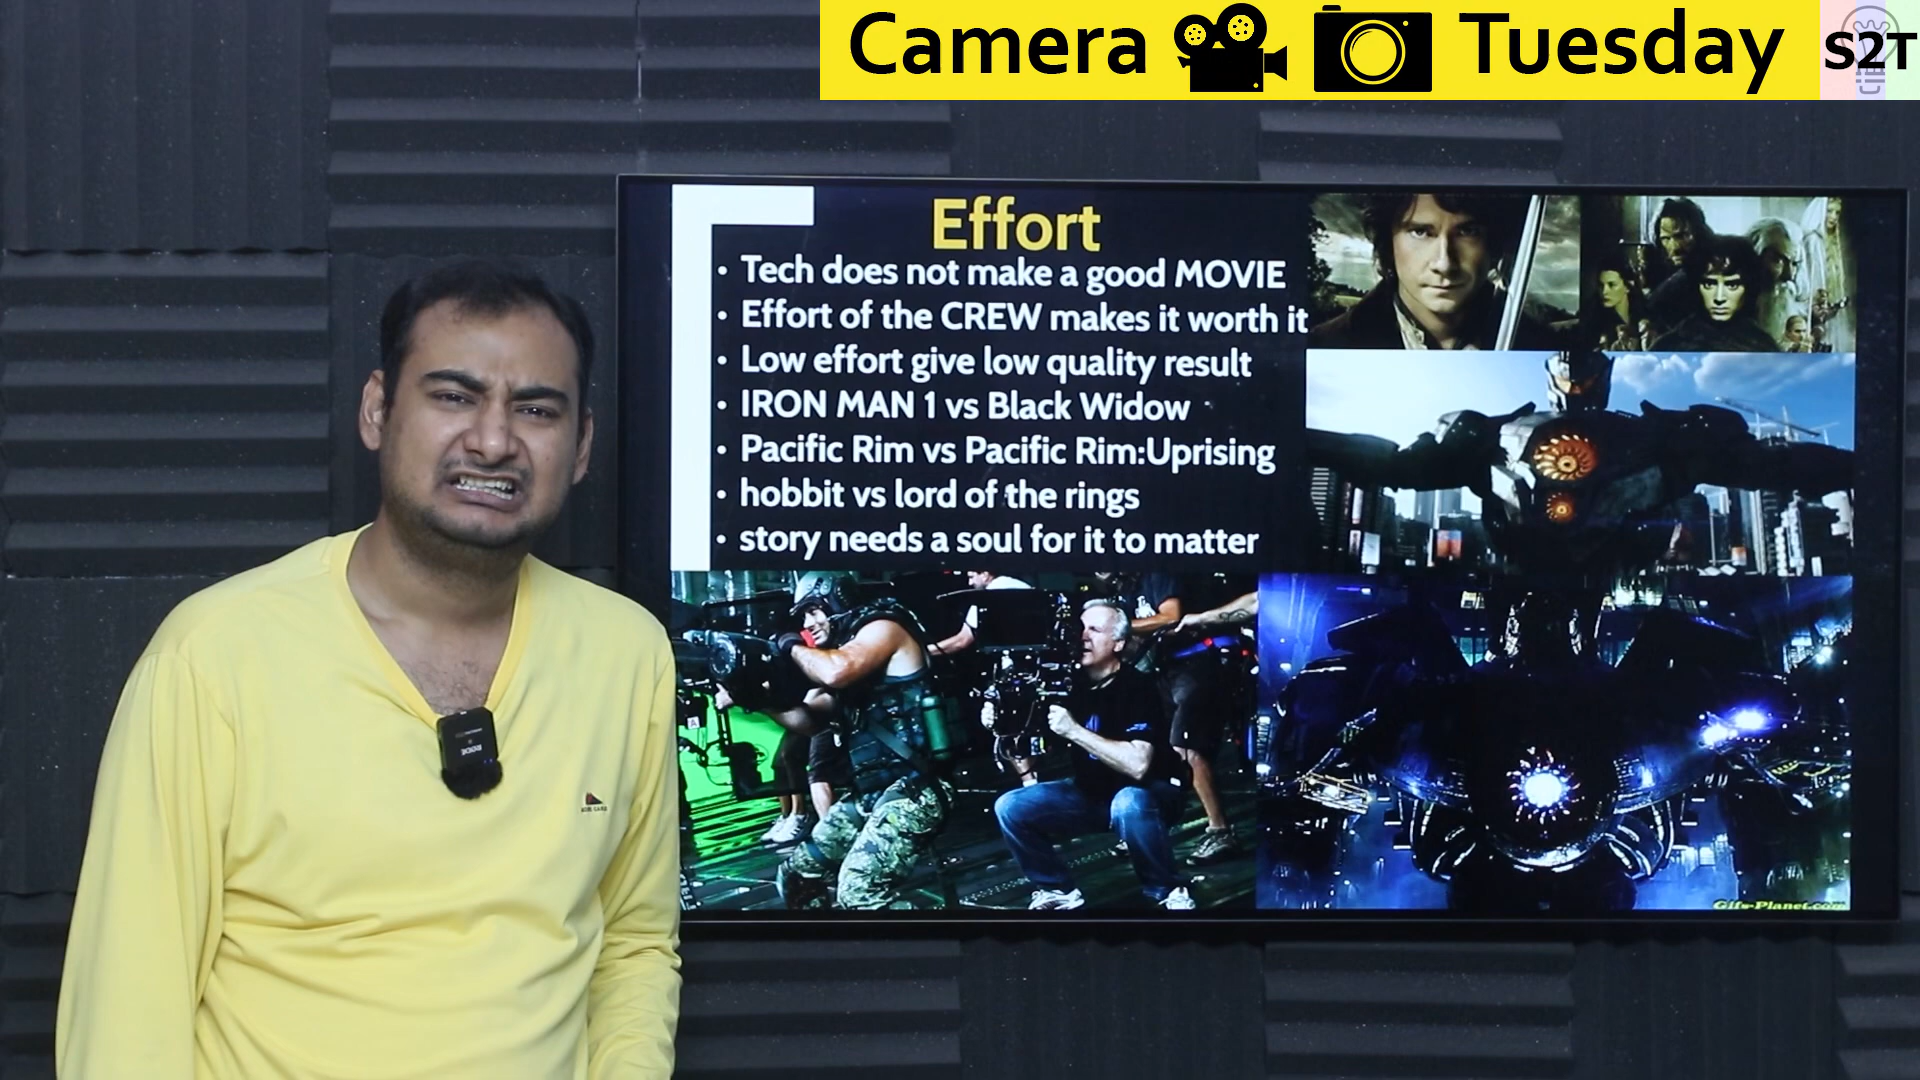 Camera Tuesday
S2T
Effort
• Tech does not make a good MOVIE
• Effort of the CREW makes it worth it
• Low effort give low quality result
• IRON MAN 1 vs Black Widow
• Pacific Rim vs Pacific Rim:Uprising
• hobbit vs lord of the rings
• story needs a soul for it to matter
Gifs-Planet.com
RØDE